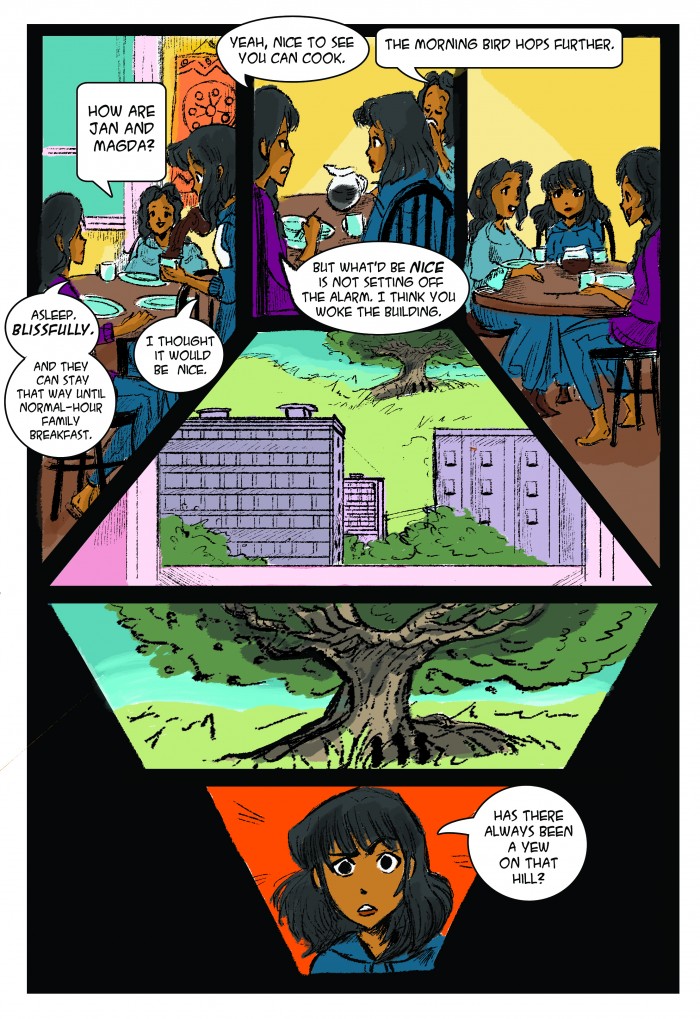 HOW ARE
JAN AND
MAGDA?
ASLEEP.
BLISSFULLY.
AND THEY
CAN STAY
THAT WAY UNTIL
NORMAL-HOUR
FAMILY
BREAKFAST.
I THOUGHT
IT WOULD
BE NICE.
YEAH, NICE TO SEE
YOU CAN COOK.
BUT WHAT'D BE NICE
IS NOT SETTING OFF
THE ALARM. I THINK YOU
WOKE THE BUILDING.
THE MORNING BIRD HOPS FURTHER.
HAS THERE
ALWAYS BEEN
A YEW
ON THAT
HILL?